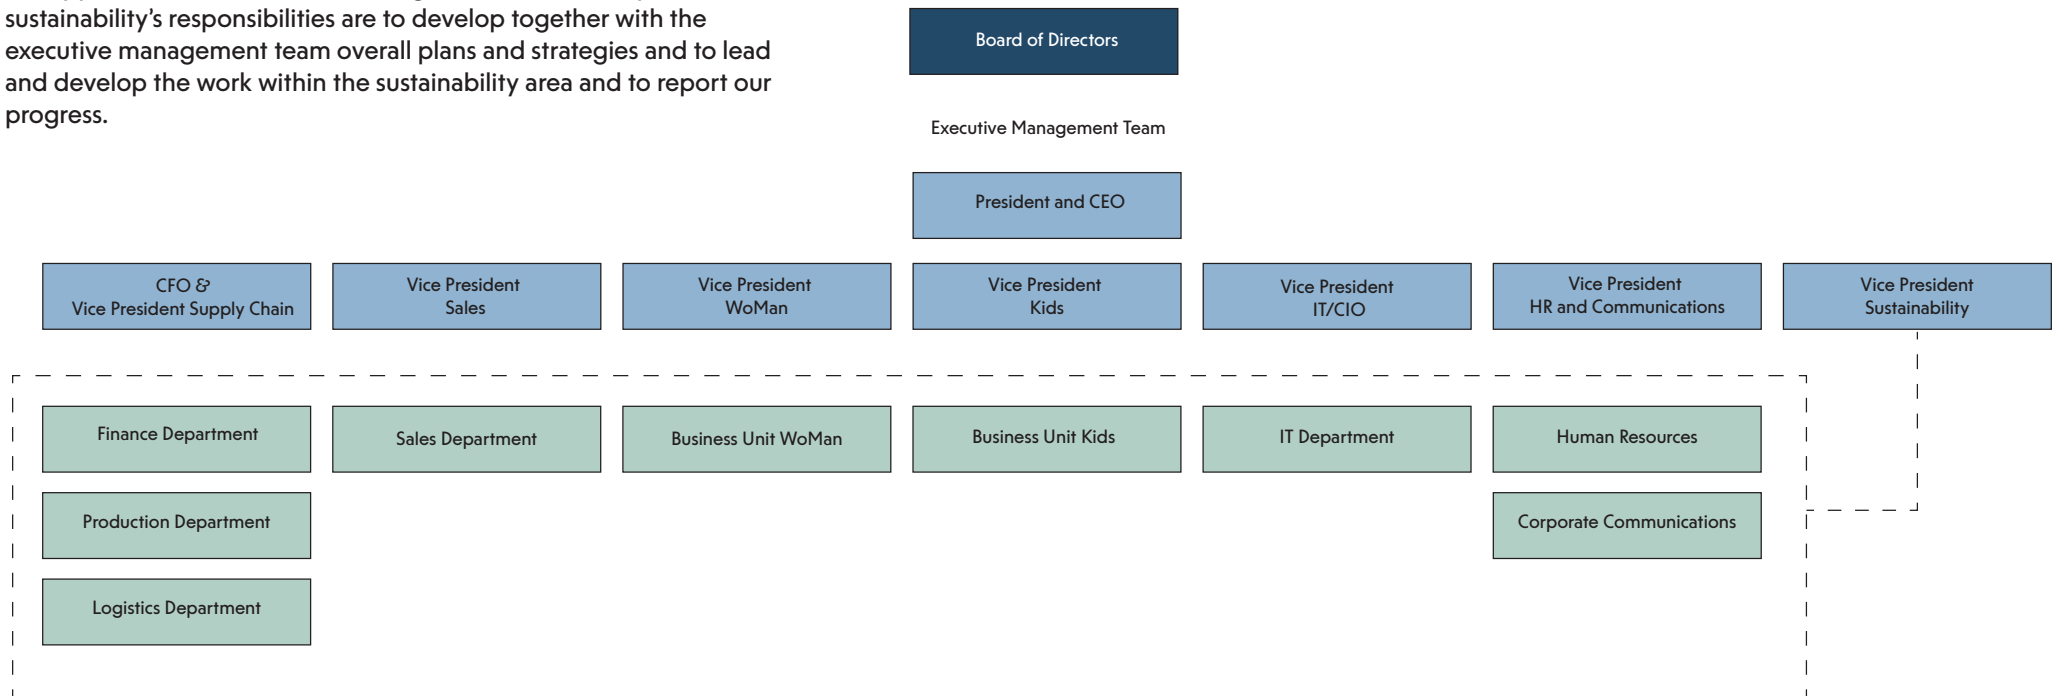 sustainability’s responsibilities are to develop together with the
executive management team overall plans and strategies and to lead
and develop the work within the sustainability area and to report our
progress.
Board of Directors
Executive Management Team
President and CEO
CFO &
Vice President Supply Chain
Vice President
Sales
Vice President
WoMan
Vice President
Kids
Vice President
IT/CIO
Vice President
HR and Communications
Vice President
Sustainability
Finance Department
Sales Department
Business Unit WoMan
Business Unit Kids
IT Department
Human Resources
Production Department
Corporate Communications
Logistics Department